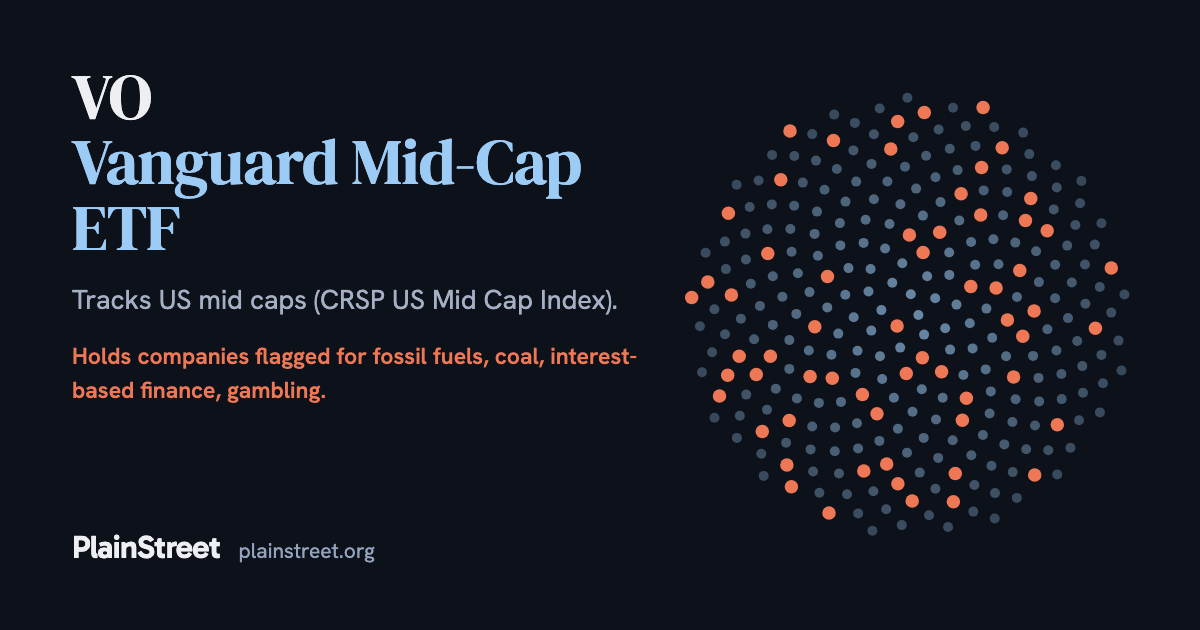 VO
Vanguard Mid-Cap
ETF
Tracks US mid caps (CRSP US Mid Cap Index).
Holds companies flagged for fossil fuels, coal, interest-
based finance, gambling.
PlainStreet plainstreet.org